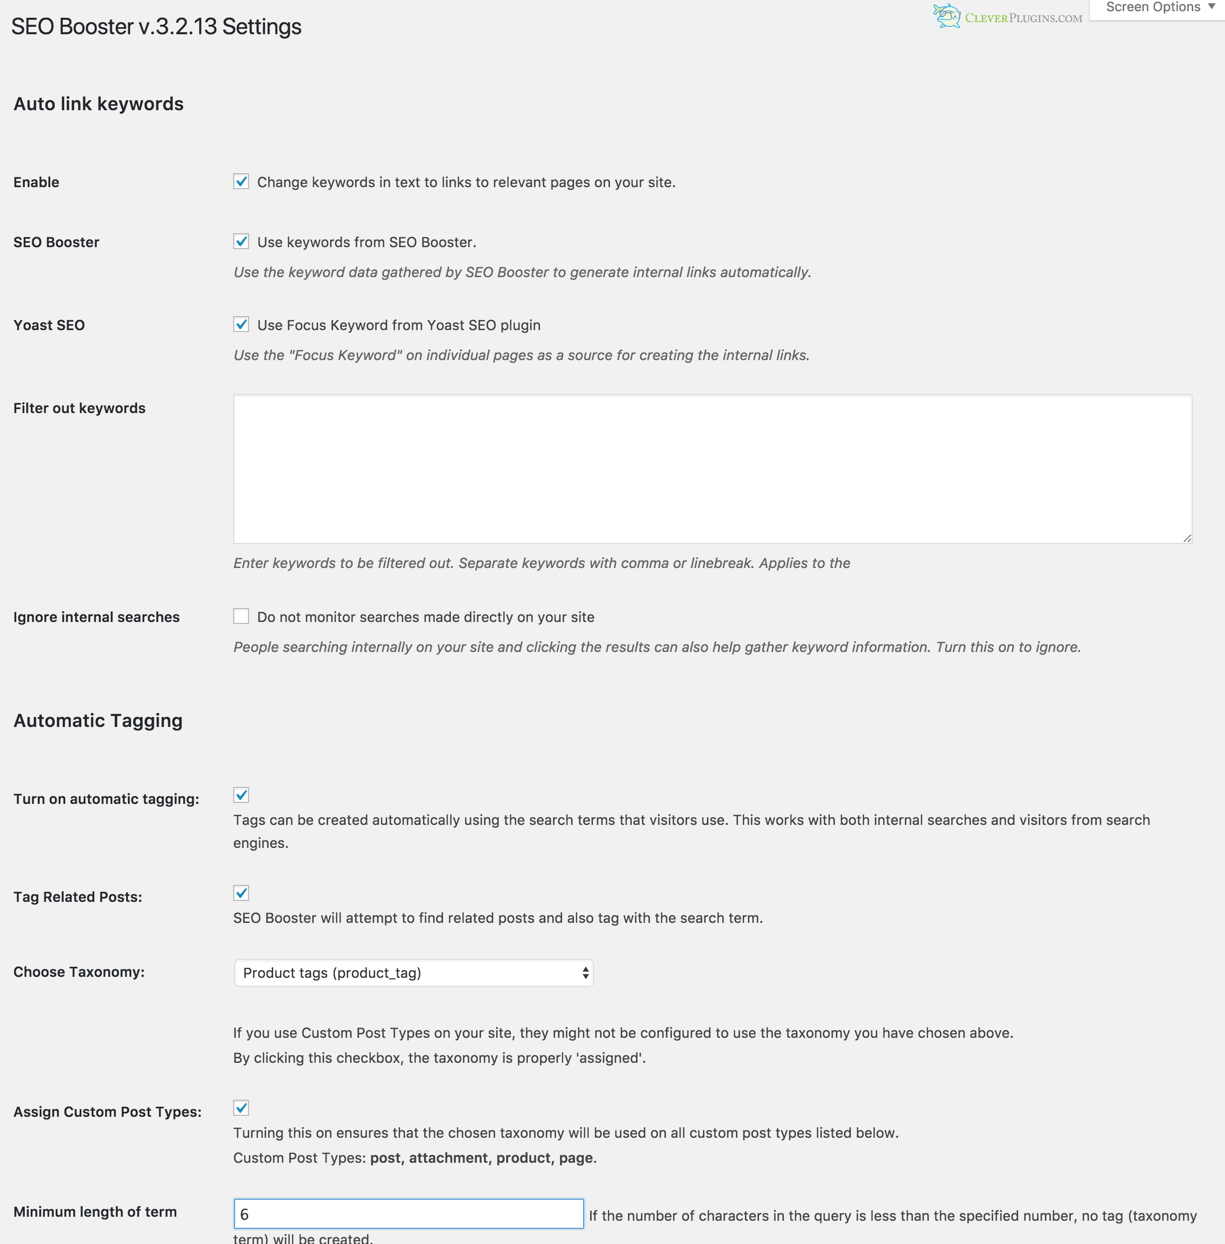 Screen Options
CLEVERPLUGINS.COM
SEO Booster v.3.2.13 Settings
Auto link keywords
Enable
Change keywords in text to links to relevant pages on your site.
SEO Booster
Use keywords from SEO Booster.
Use the keyword data gathered by SEO Booster to generate internal links automatically.
Yoast SEO
Use Focus Keyword from Yoast SEO plugin
Use the "Focus Keyword" on individual pages as a source for creating the internal links.
Filter out keywords
Enter keywords to be filtered out. Separate keywords with comma or linebreak. Applies to the
Ignore internal searches
Do not monitor searches made directly on your site
People searching internally on your site and clicking the results can also help gather keyword information. Turn this on to ignore.
Automatic Tagging
Turn on automatic tagging:
Tags can be created automatically using the search terms that visitors use. This works with both internal searches and visitors from search
engines.
Tag Related Posts:
SEO Booster will attempt to find related posts and also tag with the search term.
Choose Taxonomy:
Product tags (product_tag)
If you use Custom Post Types on your site, they might not be configured to use the taxonomy you have chosen above.
By clicking this checkbox, the taxonomy is properly 'assigned'.
Assign Custom Post Types:
Turning this on ensures that the chosen taxonomy will be used on all custom post types listed below.
Custom Post Types: post, attachment, product, page.
Minimum length of term
6
If the number of characters in the query is less than the specified number, no tag (taxonomy
term) will be created.